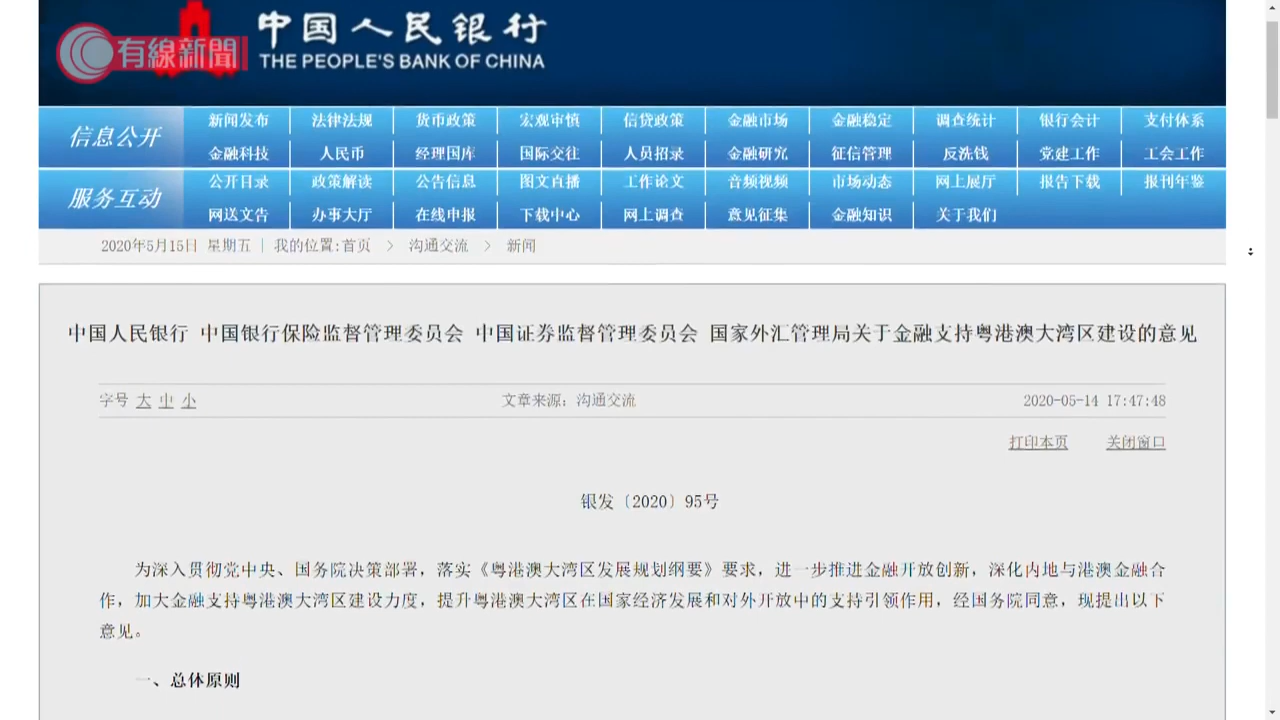 中国人民银行
有線新聞
THE PEOPLE'S BANK OF CHINA
信息公开
新闻发布 法律法规 货币政策 宏观审慎 信贷政策 金融市场 金融稳定 调查统计 银行会计 支付体系
金融科技 人民币 经理国库 国际交往 人员招录 金融研究 征信管理 反洗钱 党建工作 工会工作
服务互动
公开目录 政策解读 公告信息 图文直播 工作论文 音频视频 市场动态 网上展厅 报告下载 报刊年鉴
网送文告 办事大厅 在线申报 下载中心 网上调查 意见征集 金融知识 关于我们
2020年5月15日 星期五 | 我的位置:首页 > 沟通交流 > 新闻
中国人民银行 中国银行保险监督管理委员会 中国证券监督管理委员会 国家外汇管理局关于金融支持粤港澳大湾区建设的意见
字号 大 中 小 文章来源：沟通交流 2020-05-14 17:47:48
打印本页 关闭窗口
银发〔2020〕95号
为深入贯彻党中央、国务院决策部署，落实《粤港澳大湾区发展规划纲要》要求，进一步推进金融开放创新，深化内地与港澳金融合
作，加大金融支持粤港澳大湾区建设力度，提升粤港澳大湾区在国家经济发展和对外开放中的支持引领作用，经国务院同意，现提出以下
意见。
一、总体原则